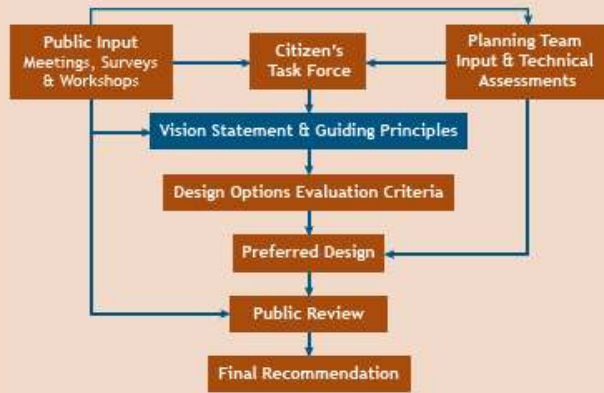 Public Input
Meetings, Surveys
& Workshops
Citizen's
Task Force
Planning Team
Input & Technical
Assessments
Vision Statement & Guiding Principles
Design Options Evaluation Criteria
Preferred Design
Public Review
Final Recommendation